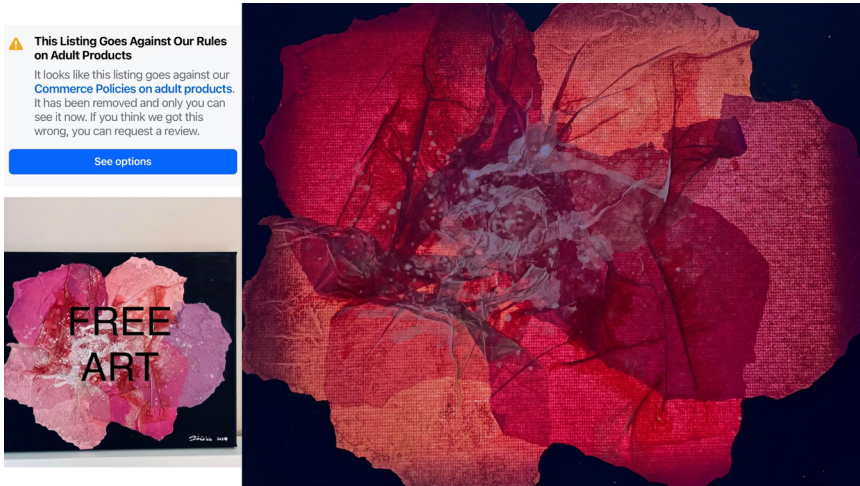 This Listing Goes Against Our Rules
on Adult Products
It looks like this listing goes against our
Commerce Policies on adult products.
It has been removed and only you can
see it now. If you think we got this
wrong, you can request a review.
See options
FREE
ART
2024